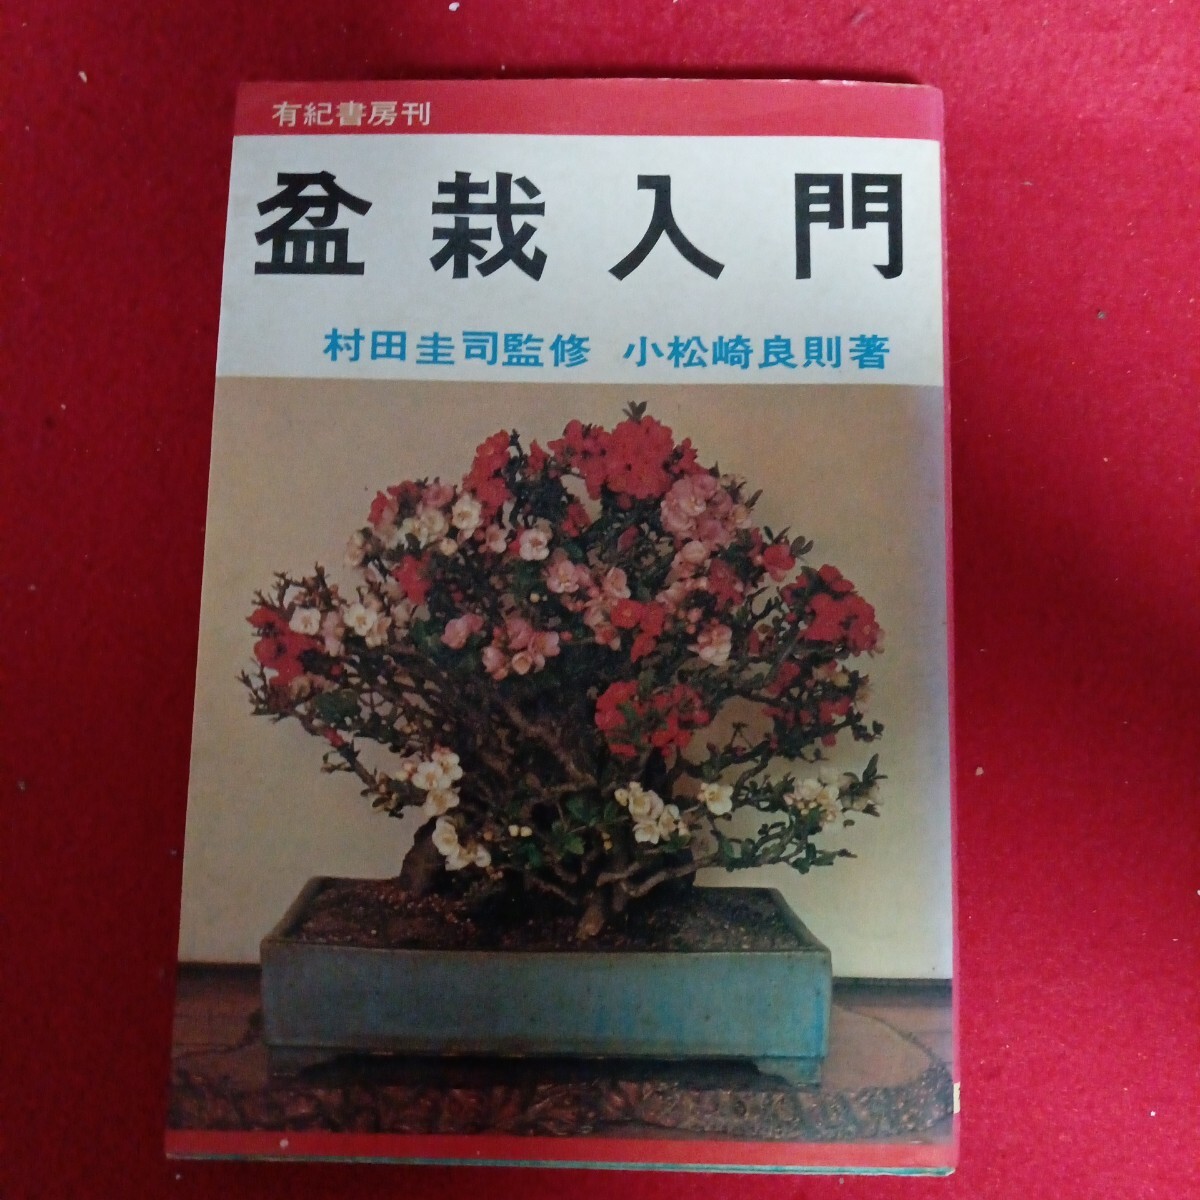 有紀書房刊
盆栽入門
村田圭司監修 小松崎良則著